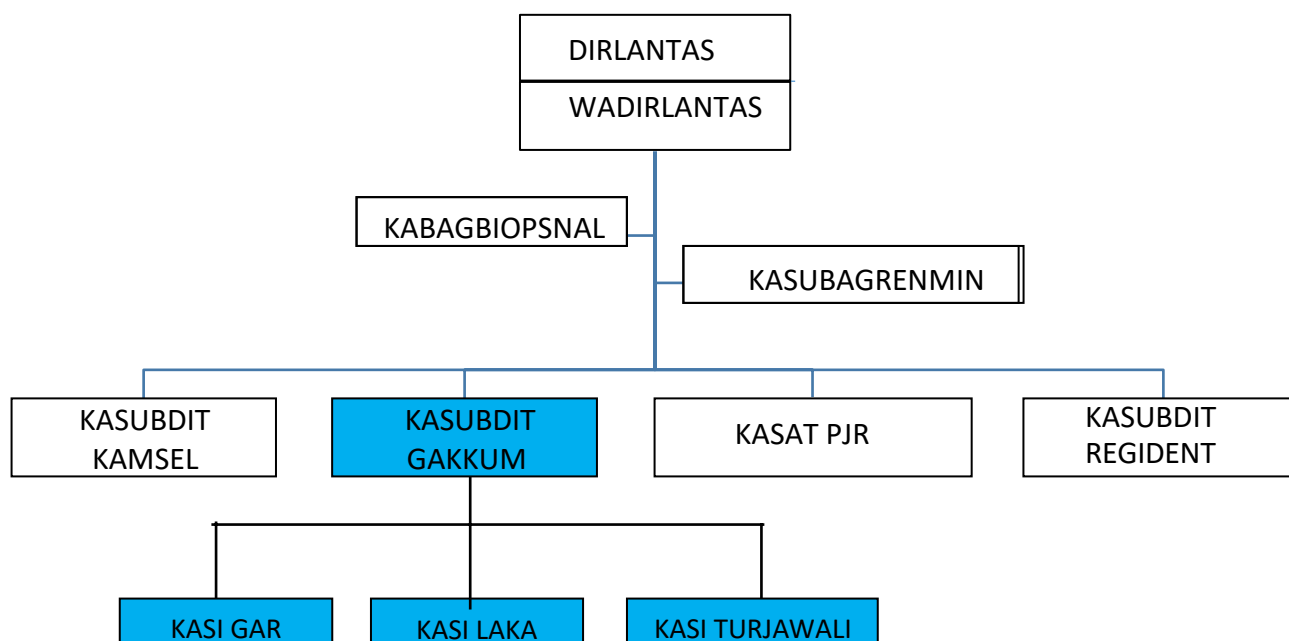 DIRLANTAS
WADIRLANTAS
KABAGBIOPSNAL
KASUBAGRENMIN
KASUBDIT
KAMSEL
KASUBDIT
GAKKUM
KASAT PJR
KASUBDIT
REGIDENT
KASI GAR
KASI LAKA
KASI TURJAWALI